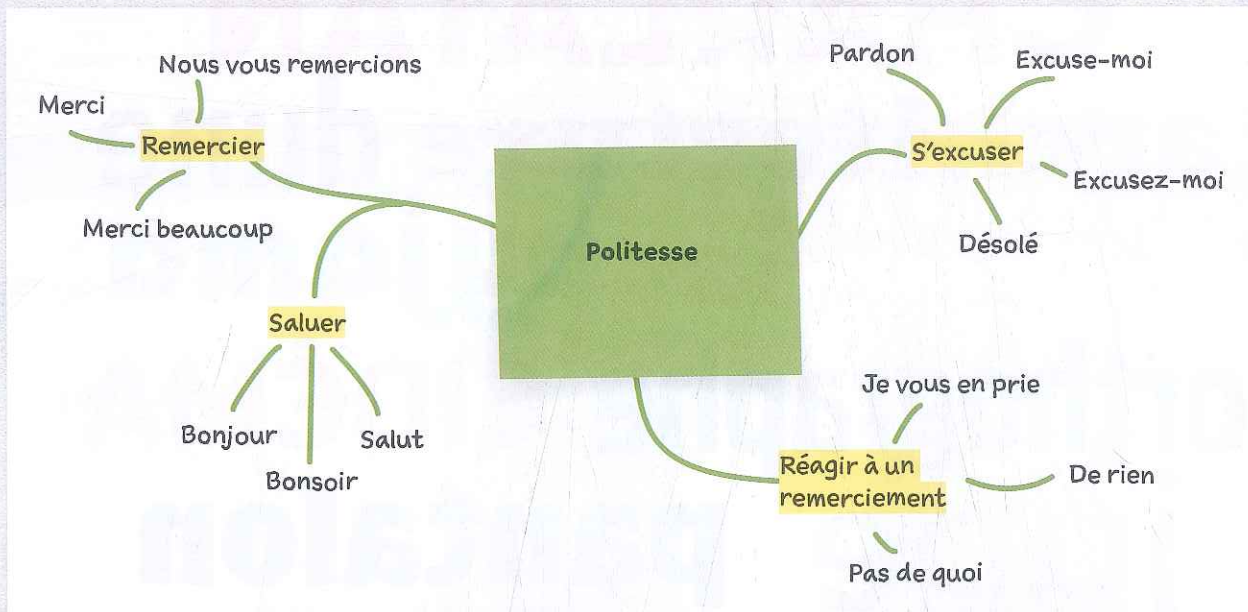 Nous vous remercions
Merci
Remercier
Merci beaucoup
Saluer
Bonjour
Salut
Bonsoir
Politesse
Pardon
Excuse-moi
S'excuser
Excusez-moi
Désolé
Je vous en prie
Réagir à un
remerciement
De rien
Pas de quoi